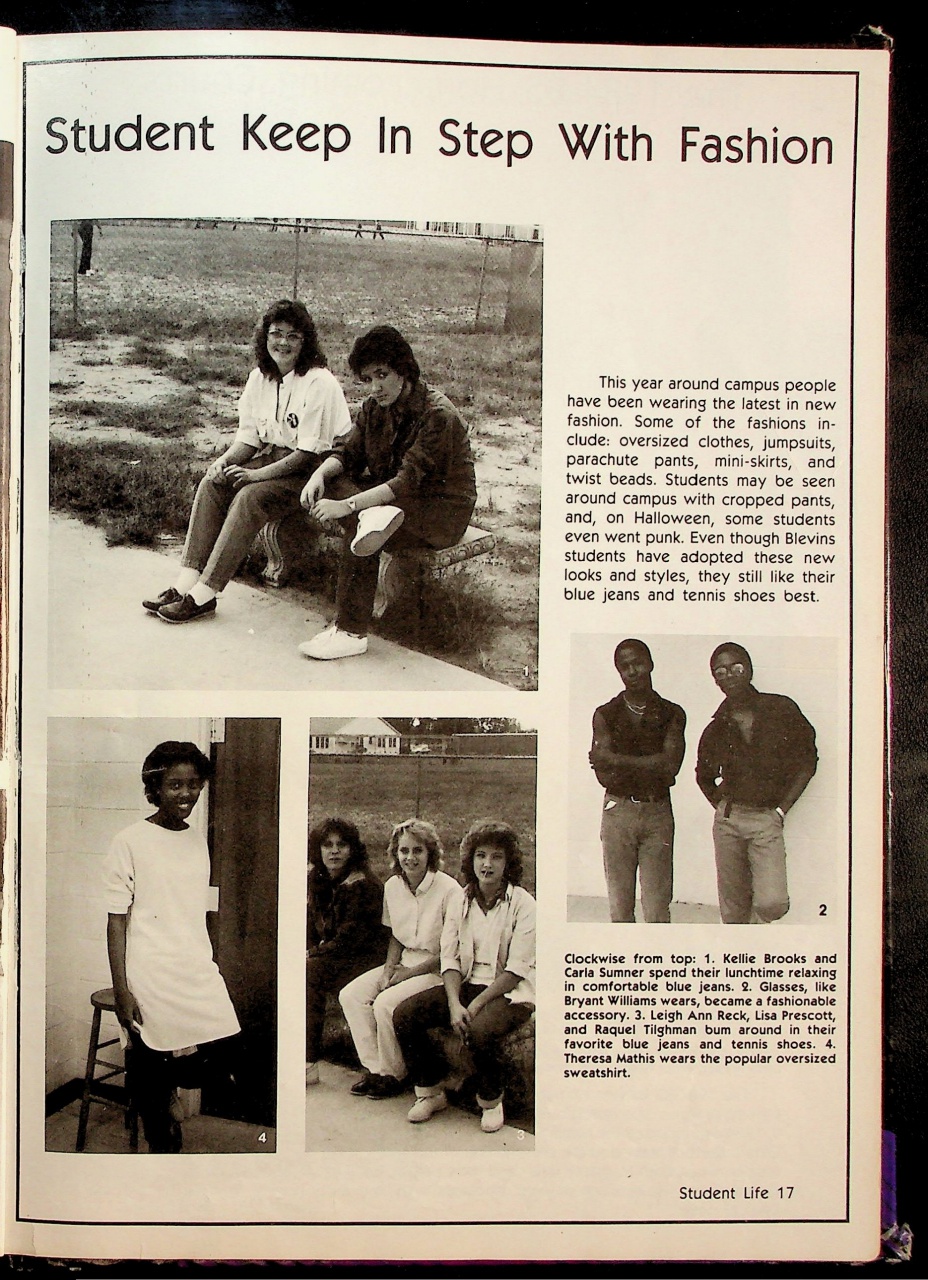 Student Keep In Step With Fashion
This year around campus people
have been wearing the latest in new
fashion. Some of the fashions in-
clude: oversized clothes, jumpsuits,
parachute pants, mini-skirts, and
twist beads. Students may be seen
around campus with cropped pants,
and, on Halloween, some students
even went punk. Even though Blevins
students have adopted these new
looks and styles, they still like their
blue jeans and tennis shoes best.
1
2
4
3
Clockwise from top: 1. Kellie Brooks and
Carla Sumner spend their lunchtime relaxing
in comfortable blue jeans. 2. Glasses, like
Bryant Williams wears, became a fashionable
accessory. 3. Leigh Ann Reck, Lisa Prescott,
and Raquel Tilghman bum around in their
favorite blue jeans and tennis shoes. 4.
Theresa Mathis wears the popular oversized
sweatshirt.
Student Life 17